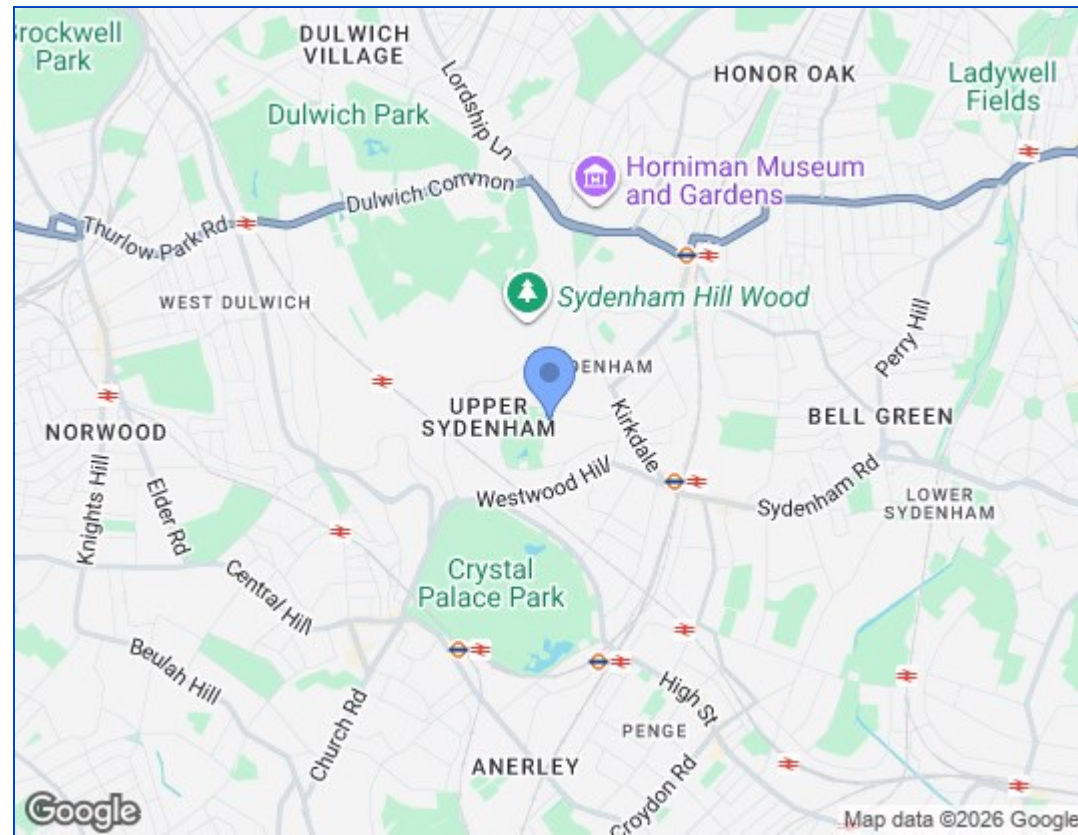 Brockwell
Park
DULWICH
VILLAGE
Lordship Ln
HONOR OAK
Ladywell
Fields
Dulwich Park
Horniman Museum
and Gardens
Dulwich Common
Thurlow Park Rd
WEST DULWICH
Sydenham Hill Wood
Perry Hill
DENHAM
UPPER
SYDENHAM
Kirkdale
BELL GREEN
NORWOOD
Knights Hill
Elder Rd
Westwood Hill
Sydenham Rd
LOWER
SYDENHAM
Central Hill
Crystal
Palace Park
Beulah Hill
Church Rd
High St
PENGE
ANERLEY
Croydon Rd
Google
Map data ©2026 Google